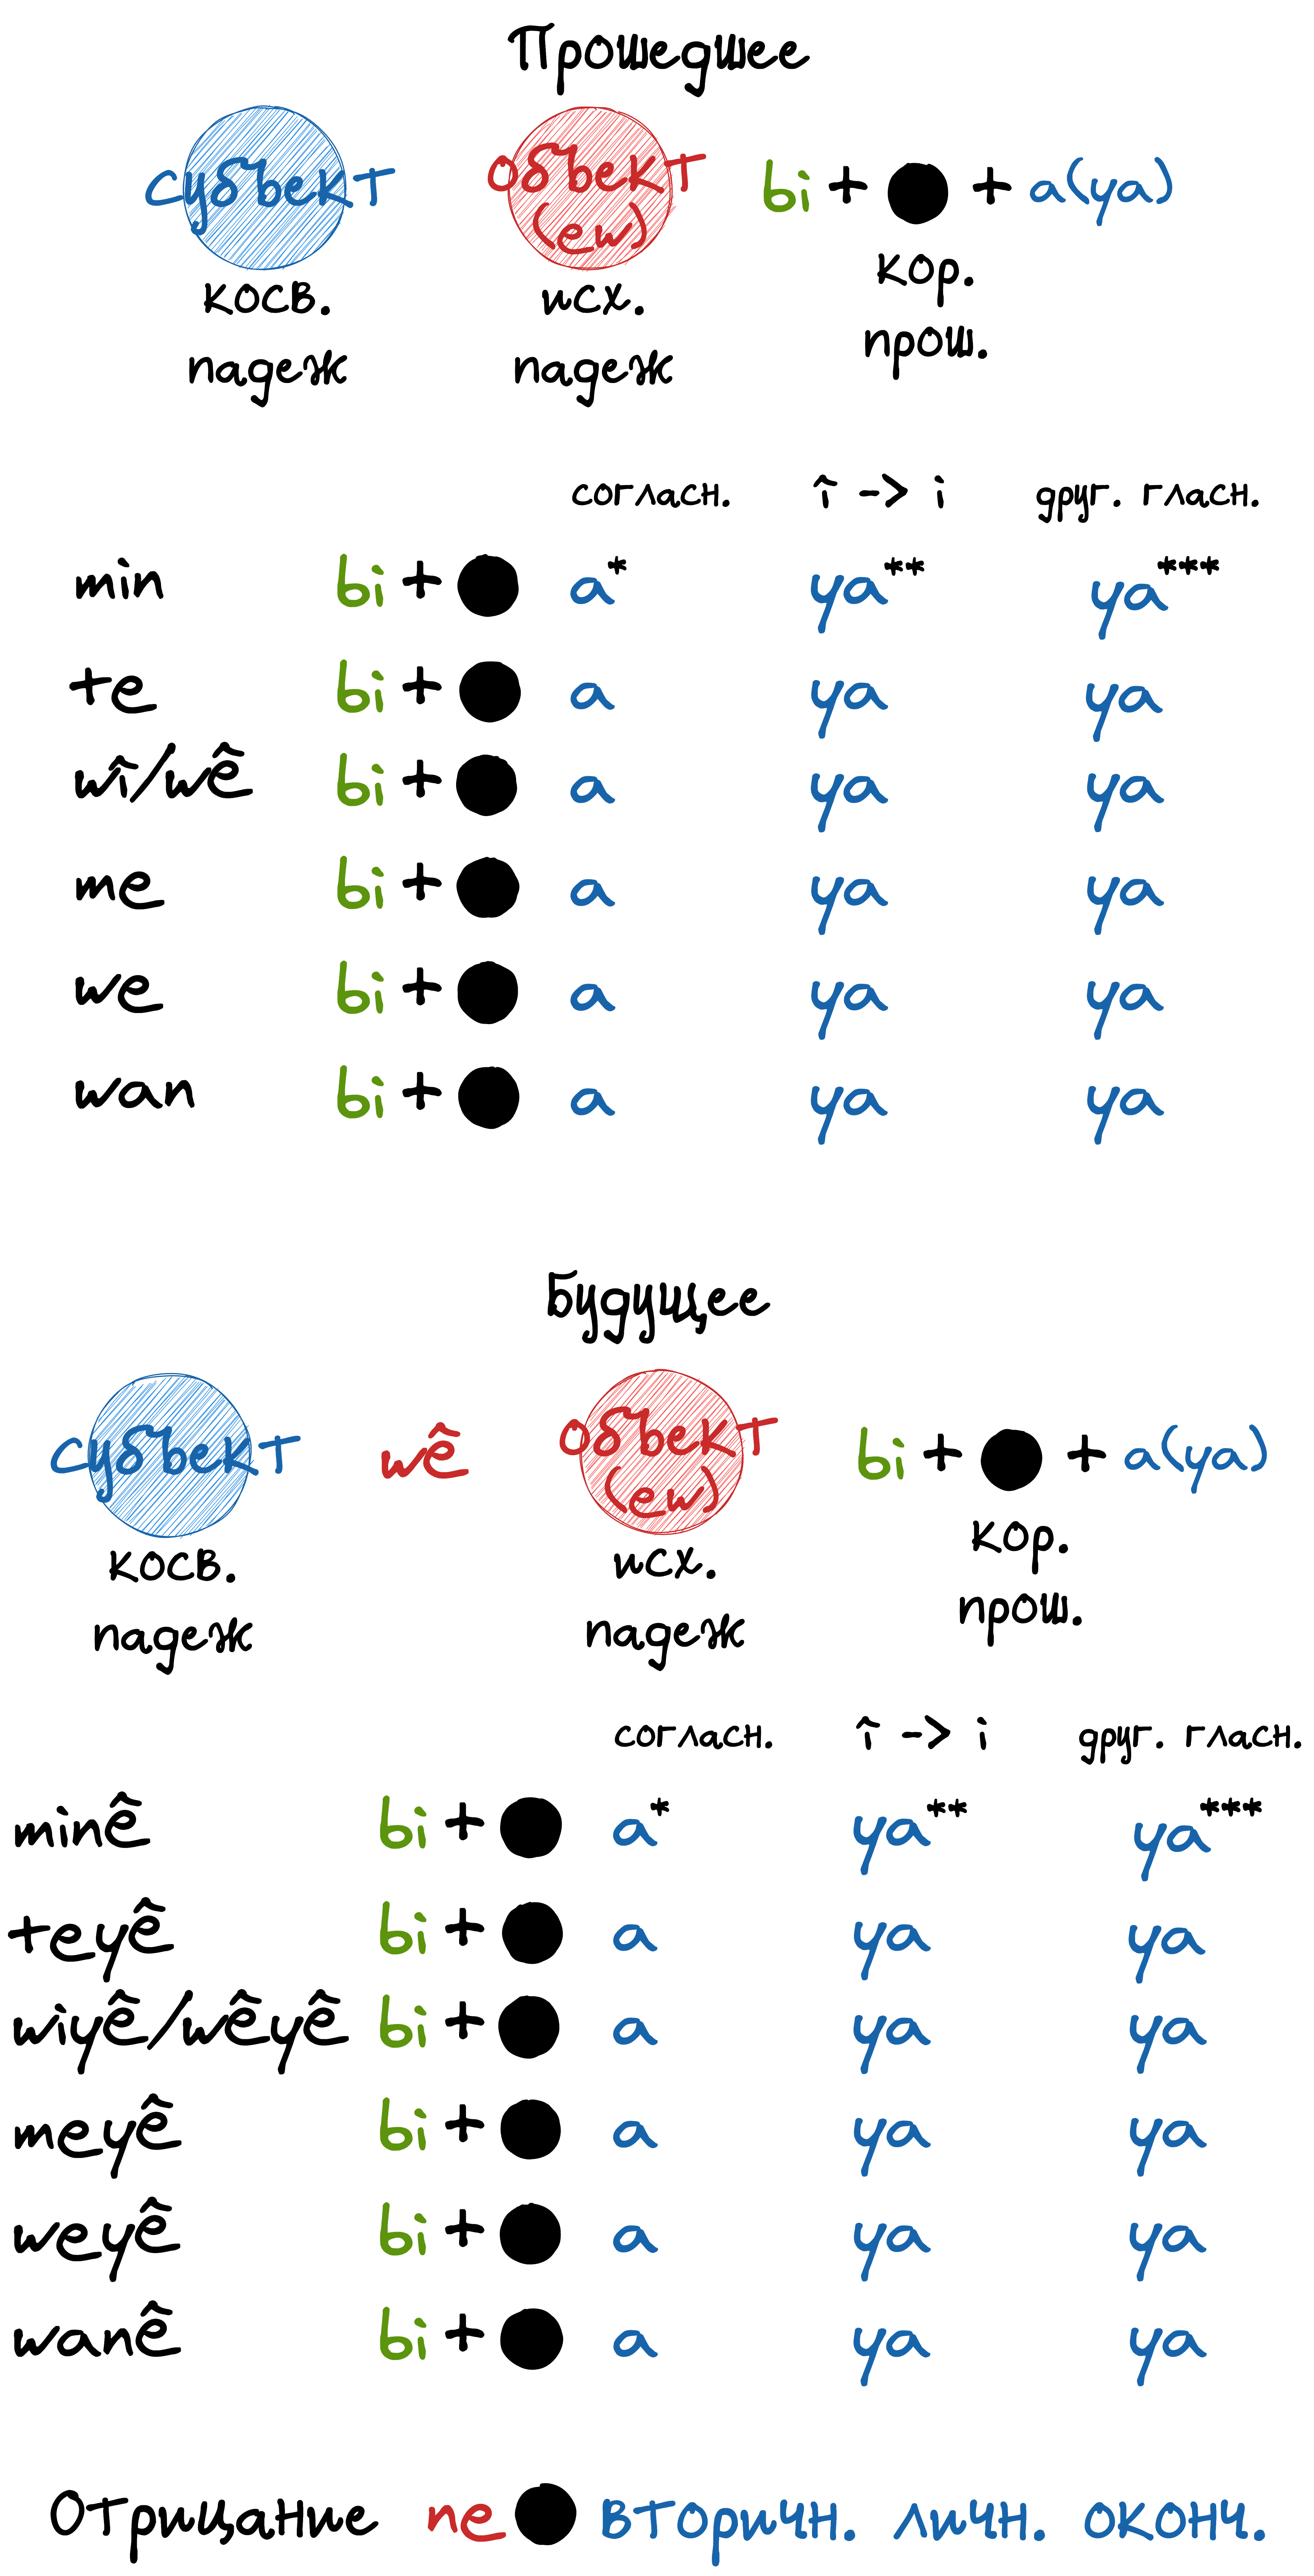 Прошедшее
субъект объект (ew) bi + ● + a(ya)
косв. падеж исх. падеж кор. прош.
согласн. î -> i друг. гласн.
min bi + ● a* ya** ya***
te bi + ● a ya ya
wî/wê bi + ● a ya ya
me bi + ● a ya ya
we bi + ● a ya ya
wan bi + ● a ya ya
Будущее
субъект wê объект (ew) bi + ● + a(ya)
косв. падеж исх. падеж кор. прош.
согласн. î -> i друг. гласн.
minê bi + ● a* ya** ya***
teyê bi + ● a ya ya
wiyê/wêyê bi + ● a ya ya
meyê bi + ● a ya ya
weyê bi + ● a ya ya
wanê bi + ● a ya ya
Отрицание ne ● вторичн. личн. оконч.